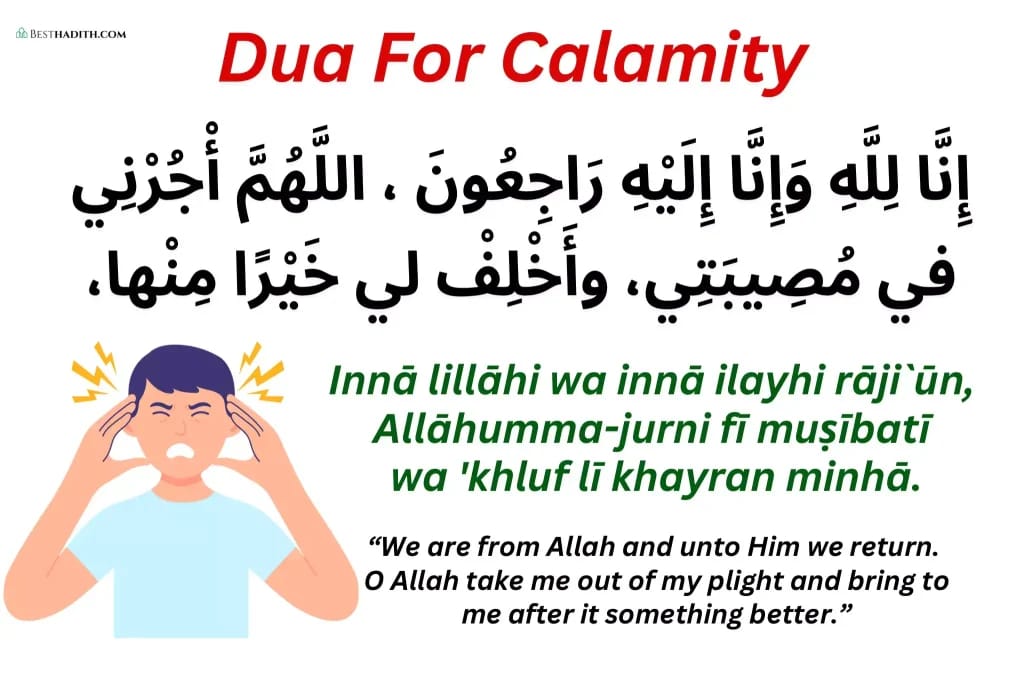 BESTHADITH.COM
Dua For Calamity
إِنَّا لِلَّهِ وَإِنَّا إِلَيْهِ رَاجِعُونَ ، اللَّهُمَّ أْجُرْنِي
في مُصِيبَتِي، وأَخْلِفْ لي خَيْرًا مِنْها،
Innā lillāhi wa innā ilayhi rāji`ūn,
Allāhumma-jurni fī muṣībatī
wa 'khluf lī khayran minhā.
“We are from Allah and unto Him we return.
O Allah take me out of my plight and bring to
me after it something better.”